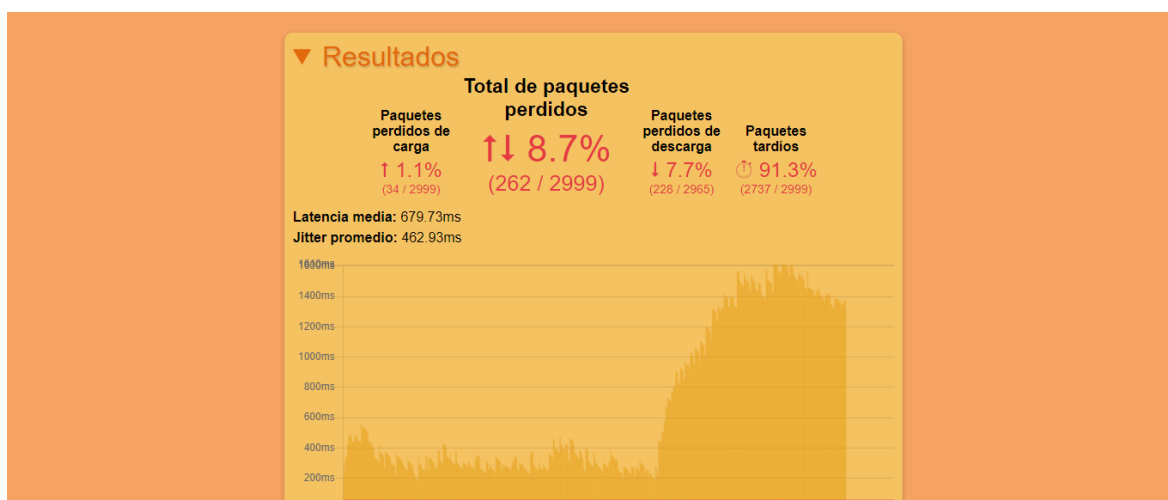 ▼ Resultados
Total de paquetes
perdidos
↑↓ 8.7%
(262 / 2999)
Paquetes
perdidos de
carga
↑ 1.1%
(34 / 2999)
Paquetes
perdidos de
descarga
↓ 7.7%
(228 / 2965)
Paquetes
tardíos
⏱ 91.3%
(2737 / 2999)
Latencia media: 679.73ms
Jitter promedio: 462.93ms
1400ms
1200ms
1000ms
800ms
600ms
400ms
200ms